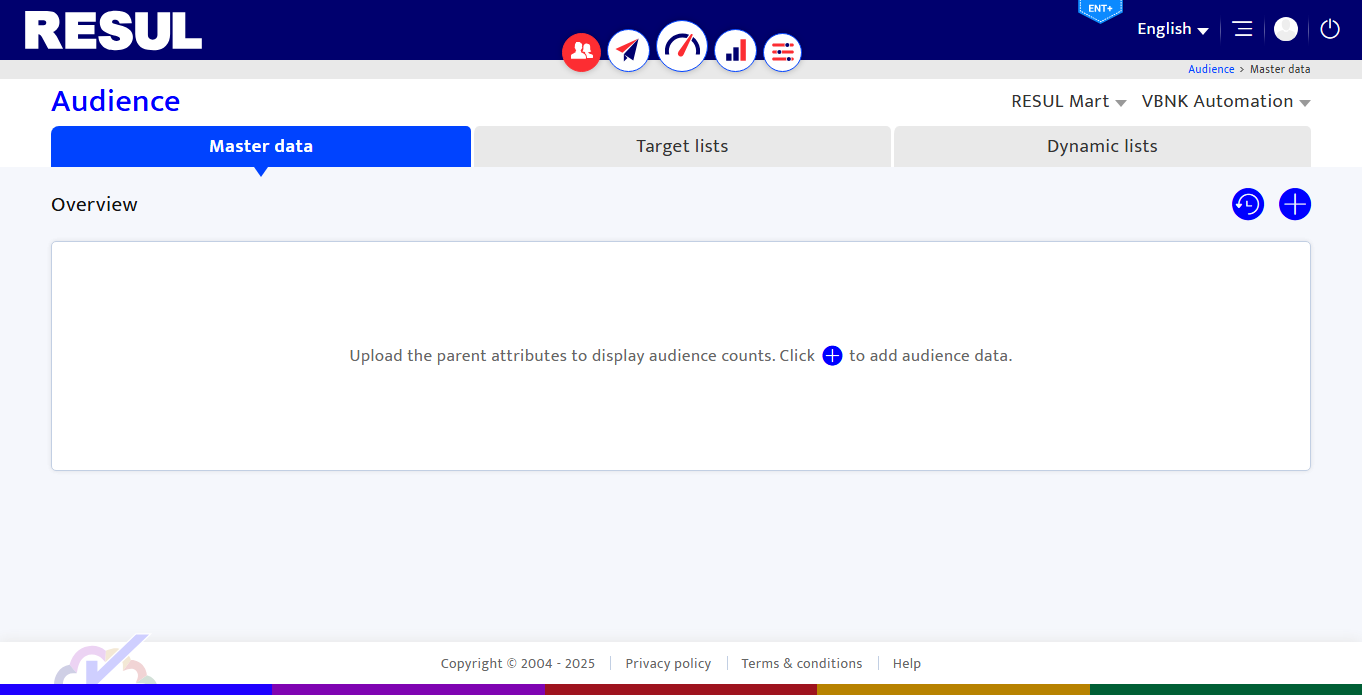 RESUL
ENT+
English
Audience > Master data
Audience
RESUL Mart
VBNK Automation
Master data
Target lists
Dynamic lists
Overview
Upload the parent attributes to display audience counts. Click to add audience data.
Copyright © 2004 - 2025
Privacy policy
Terms & conditions
Help